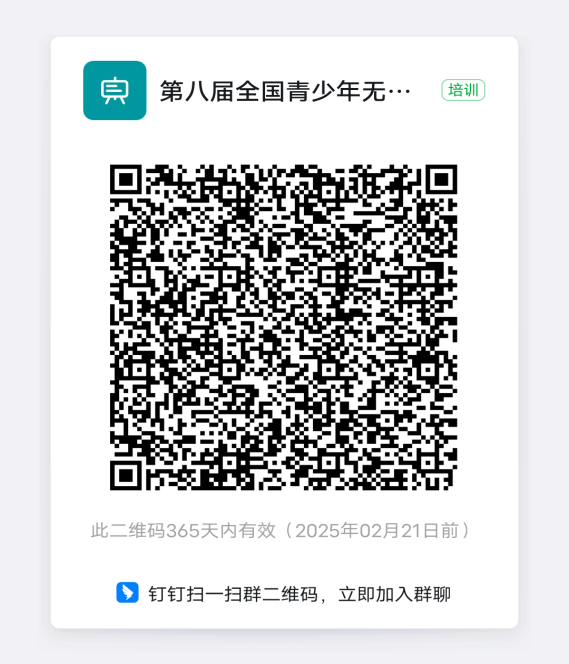 第八届全国青少年无…
培训
此二维码365天内有效（2025年02月21日前）
钉钉扫一扫群二维码，立即加入群聊